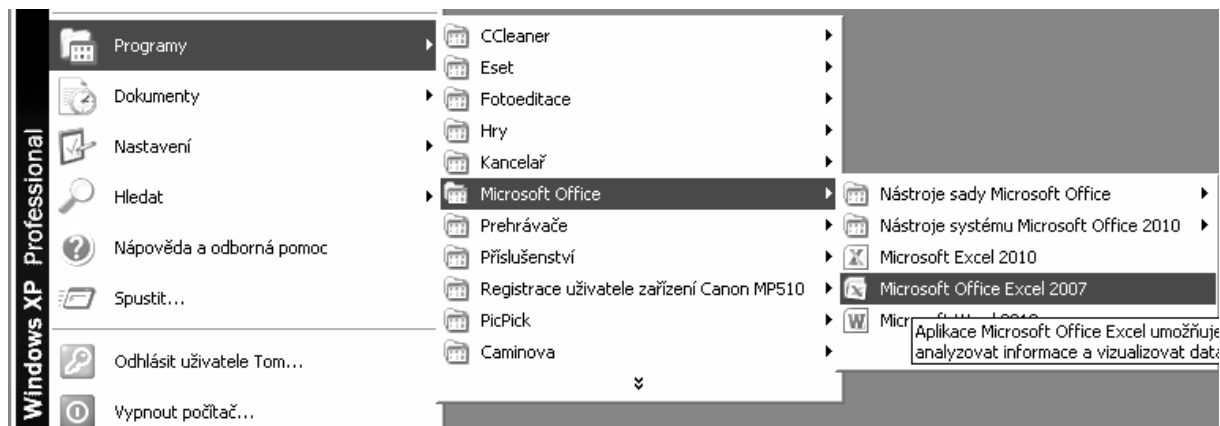 Windows XP Professional
Programy
Dokumenty
Nastavení
Hledat
Nápověda a odborná pomoc
Spustit...
Odhlásit uživatele Tom...
Vypnout počítač...
CCleaner
Eset
Fotoeditace
Hry
Kancelař
Microsoft Office
Prehrávače
Příslušenství
Registrace uživatele zařízení Canon MP510
PicPick
Caminova
Nástroje sady Microsoft Office
Nástroje systému Microsoft Office 2010
Microsoft Excel 2010
Microsoft Office Excel 2007
Aplikace Microsoft Office Excel umožňuje
analyzovat informace a vizualizovat data